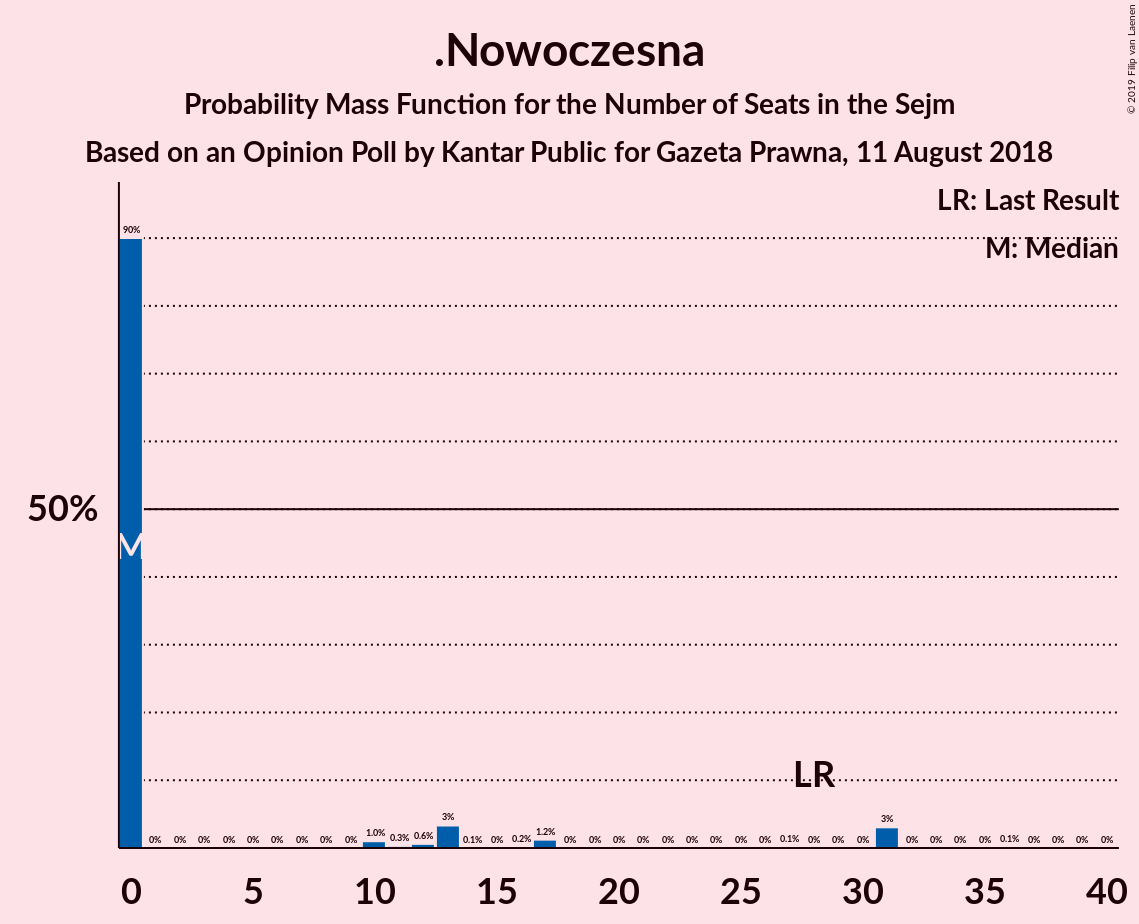 .Nowoczesna
Probability Mass Function for the Number of Seats in the Sejm
Based on an Opinion Poll by Kantar Public for Gazeta Prawna, 11 August 2018
© 2019 Filip van Laenen
LR: Last Result
M: Median
90%
50%
M
LR
0% 0% 0% 0% 0% 0% 0% 0% 0% 1.0% 0.3% 0.6% 3% 0.1% 0% 0.2% 1.2% 0% 0% 0% 0% 0% 0% 0% 0% 0% 0.1% 0% 0% 0% 3% 0% 0% 0% 0% 0.1% 0% 0% 0% 0%
0 5 10 15 20 25 30 35 40